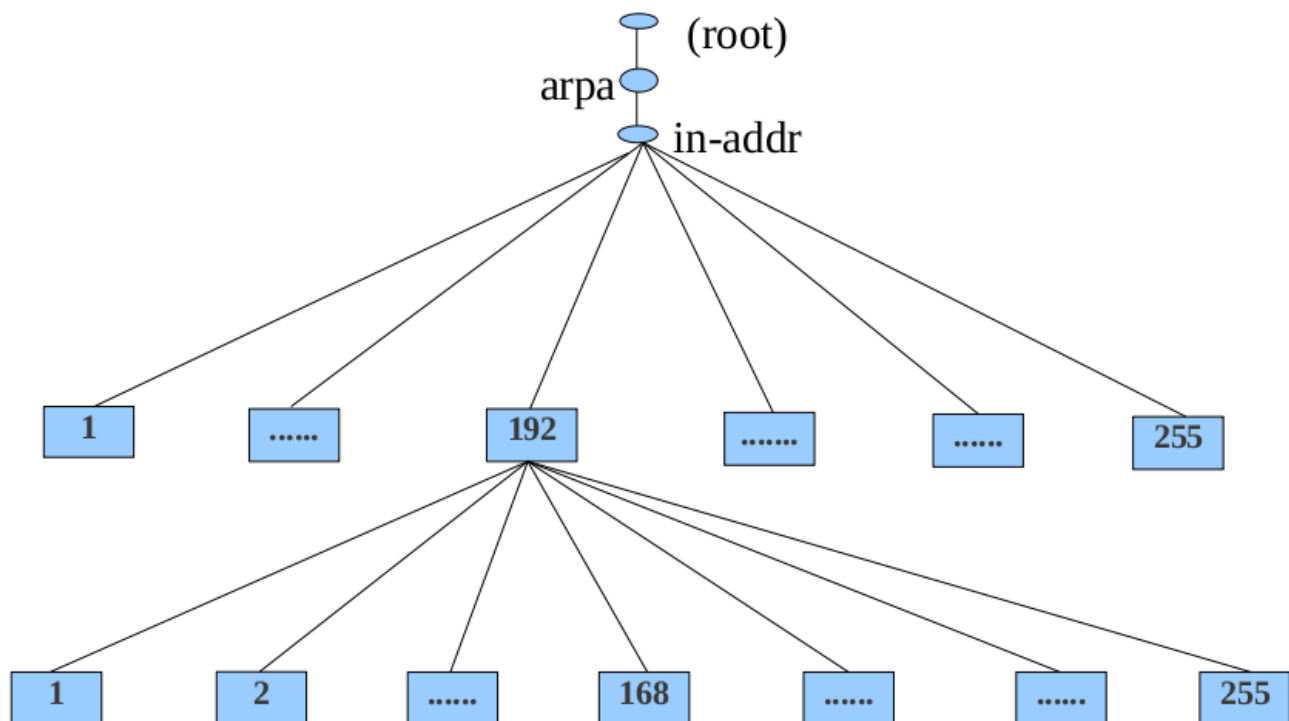 (root)
arpa
in-addr
1 ...... 192 ....... ...... 255
1 2 ...... 168 ...... ...... 255